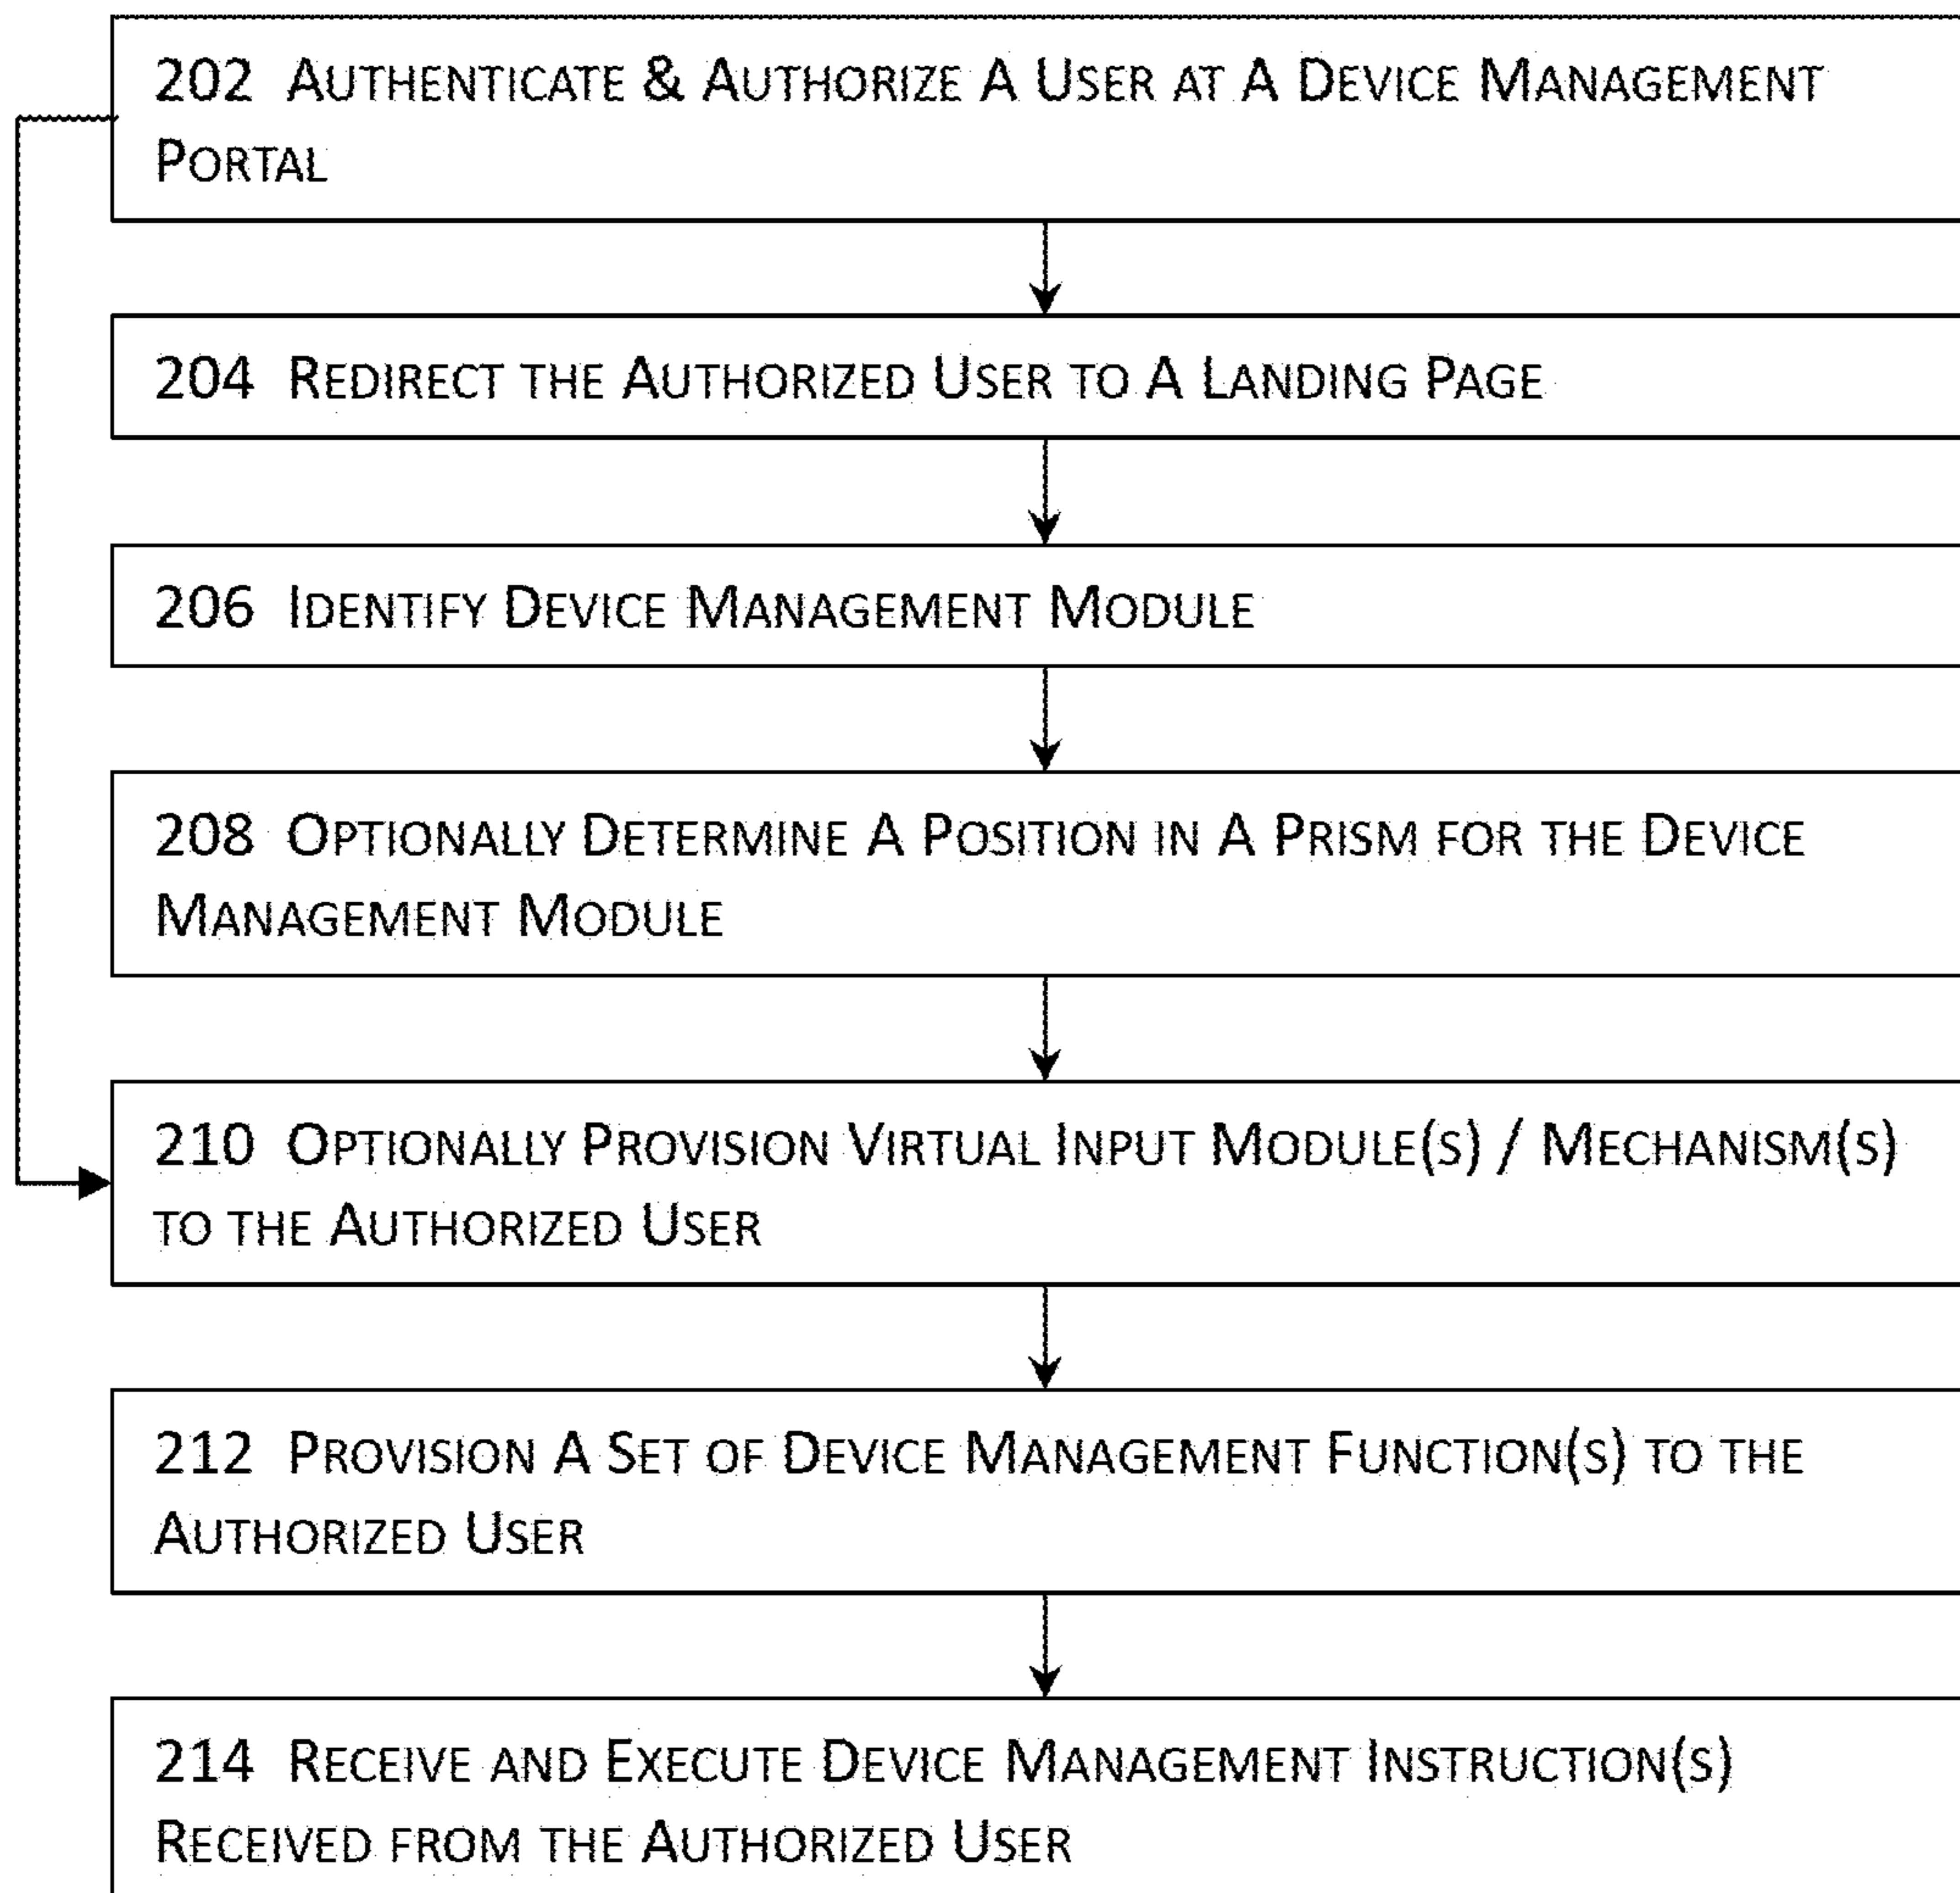 202 Authenticate & Authorize A User at A Device Management
Portal
204 Redirect the Authorized User to A Landing Page
206 Identify Device Management Module
208 Optionally Determine A Position in A Prism for the Device
Management Module
210 Optionally Provision Virtual Input Module(s) / Mechanism(s)
to the Authorized User
212 Provision A Set of Device Management Function(s) to the
Authorized User
214 Receive and Execute Device Management Instruction(s)
Received from the Authorized User